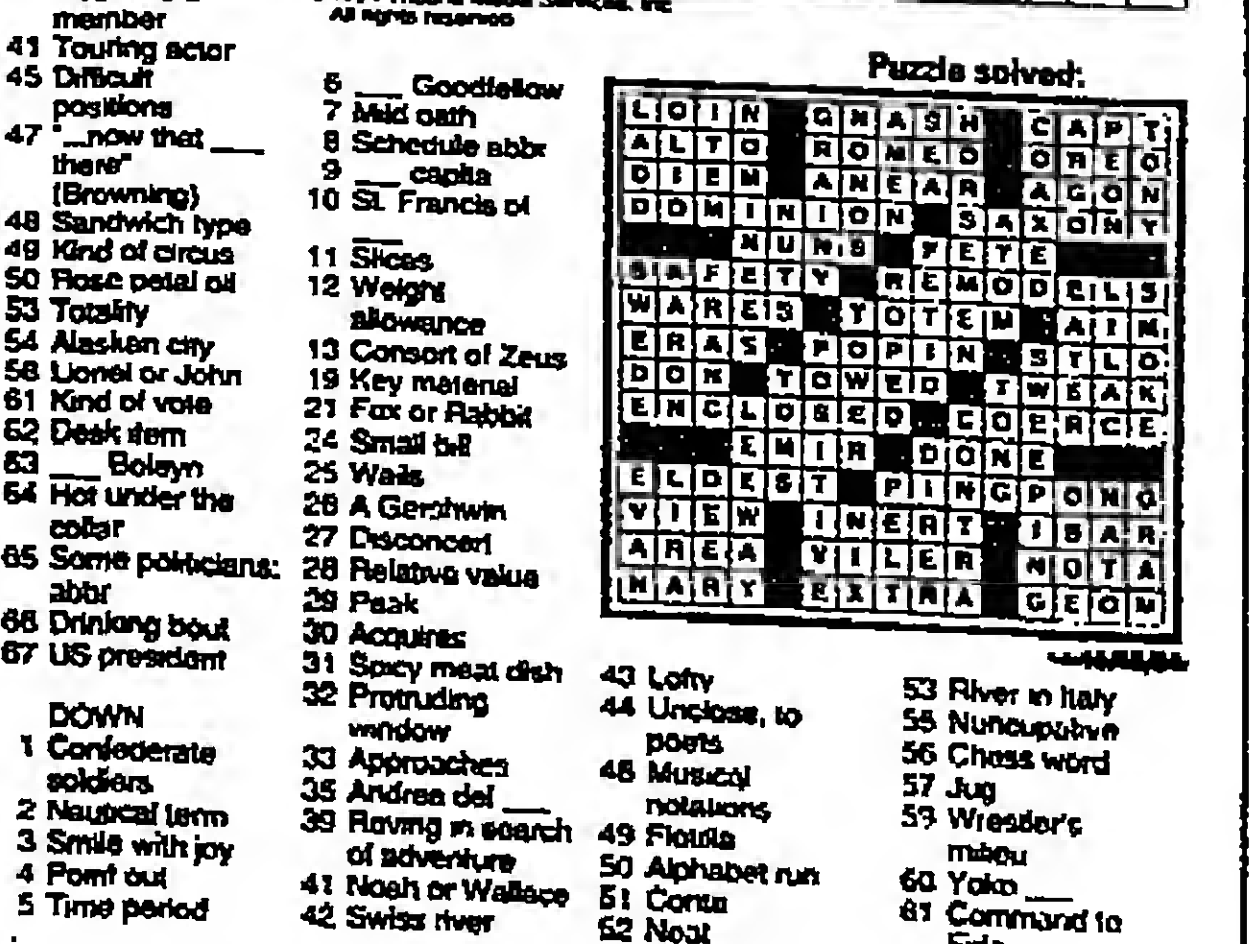 member
41 Touring actor
45 Difficult
positions
47 "...now that ___
there"
(Browning)
48 Sandwich type
49 Kind of circus
50 Rose petal oil
53 Totality
54 Alaskan city
58 Lionel or John
61 Kind of vote
62 Desk item
63 ___ Boleyn
64 Hot under the
collar
65 Some politicians:
abbr
66 Drinking bout
67 US president
DOWN
1 Confederate
soldiers
2 Nautical term
3 Smile with joy
4 Point out
5 Time period
Services, Inc
All rights reserved
6 ___ Goodfellow
7 Mild oath
8 Schedule abbr
9 ___ capita
10 St. Francis of
___
11 Slices
12 Weight
allowance
13 Consort of Zeus
19 Key material
21 Fox or Rabbit
24 Small bill
25 Wails
26 A Gershwin
27 Disconcert
28 Relative value
29 Peak
30 Acquires
31 Spicy meat dish
32 Protruding
window
33 Approaches
35 Andrea del ___
39 Roving in search
of adventure
41 Noah or Wallace
42 Swiss river
Puzzle solved:
LOIN GNASH CAPT
ALTO ROMEO OREO
DIEM ANEAR AGON
DOMINION SAXONY
NUNS FETE
SAFETY REMODELS
WARES TOTEM AIM
ERAS POPIN STLO
DON TOWED TWEAK
ENCLOSED COERCE
EMIR DONE
ELDEST PINGPONG
VIEW INERT IBAR
AREA VILER NOTA
NARY EXTRA GEOM
43 Lofty
44 Unclose, to
poets
46 Musical
notations
49 Florida
50 Alphabet run
51 Contu
52 Neat
53 River in Italy
55 Nuncupative
56 Chess word
57 Jug
59 Wrestler's
milieu
60 Yoko ___
61 Command to